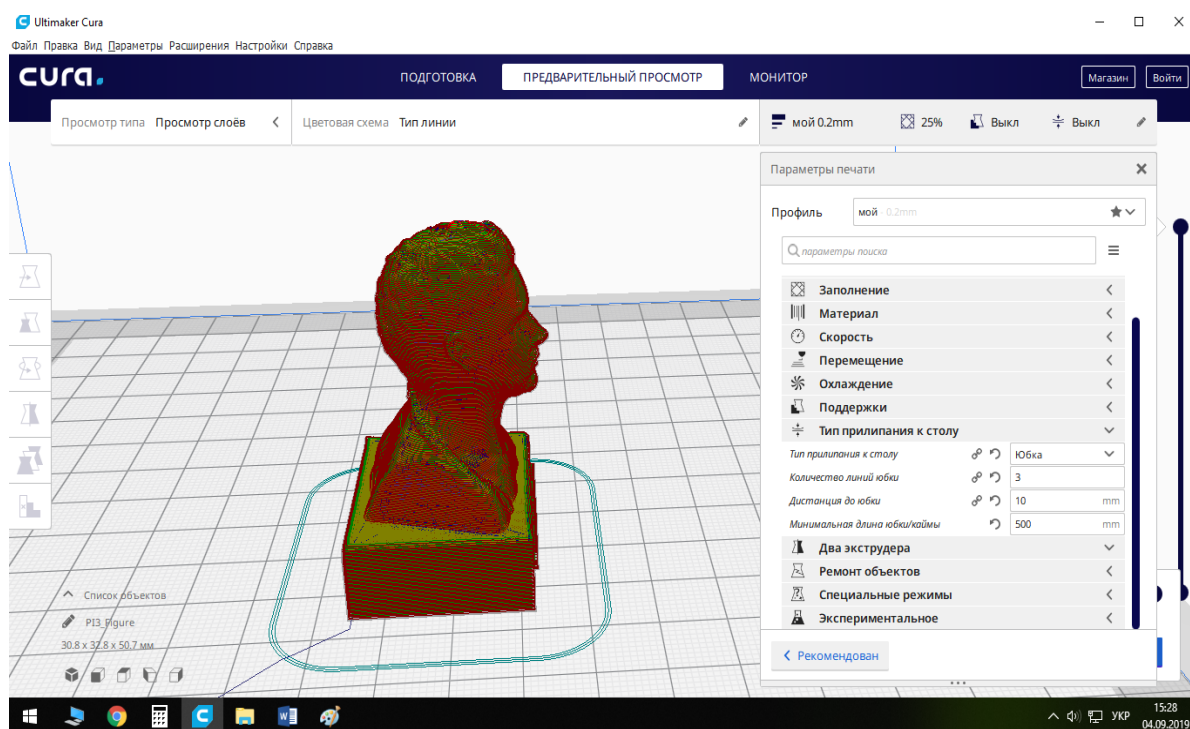 Ultimaker Cura
Файл Правка Вид Параметры Расширения Настройки Справка
cura.
ПОДГОТОВКА ПРЕДВАРИТЕЛЬНЫЙ ПРОСМОТР МОНИТОР Магазин Войти
Просмотр типа Просмотр слоёв Цветовая схема Тип линии мой 0.2mm 25% Выкл Выкл
Параметры печати
Профиль мой 0.2mm
параметры поиска
Заполнение
Материал
Скорость
Перемещение
Охлаждение
Поддержки
Тип прилипания к столу
Тип прилипания к столу Юбка
Количество линий юбки 3
Дистанция до юбки 10 mm
Минимальная длина юбки/каймы 500 mm
Два экструдера
Ремонт объектов
Специальные режимы
Экспериментальное
Список объектов
PI3_Figure
30.8 x 32.8 x 50.7 мм
Рекомендован
УКР 15:28
04.09.2019